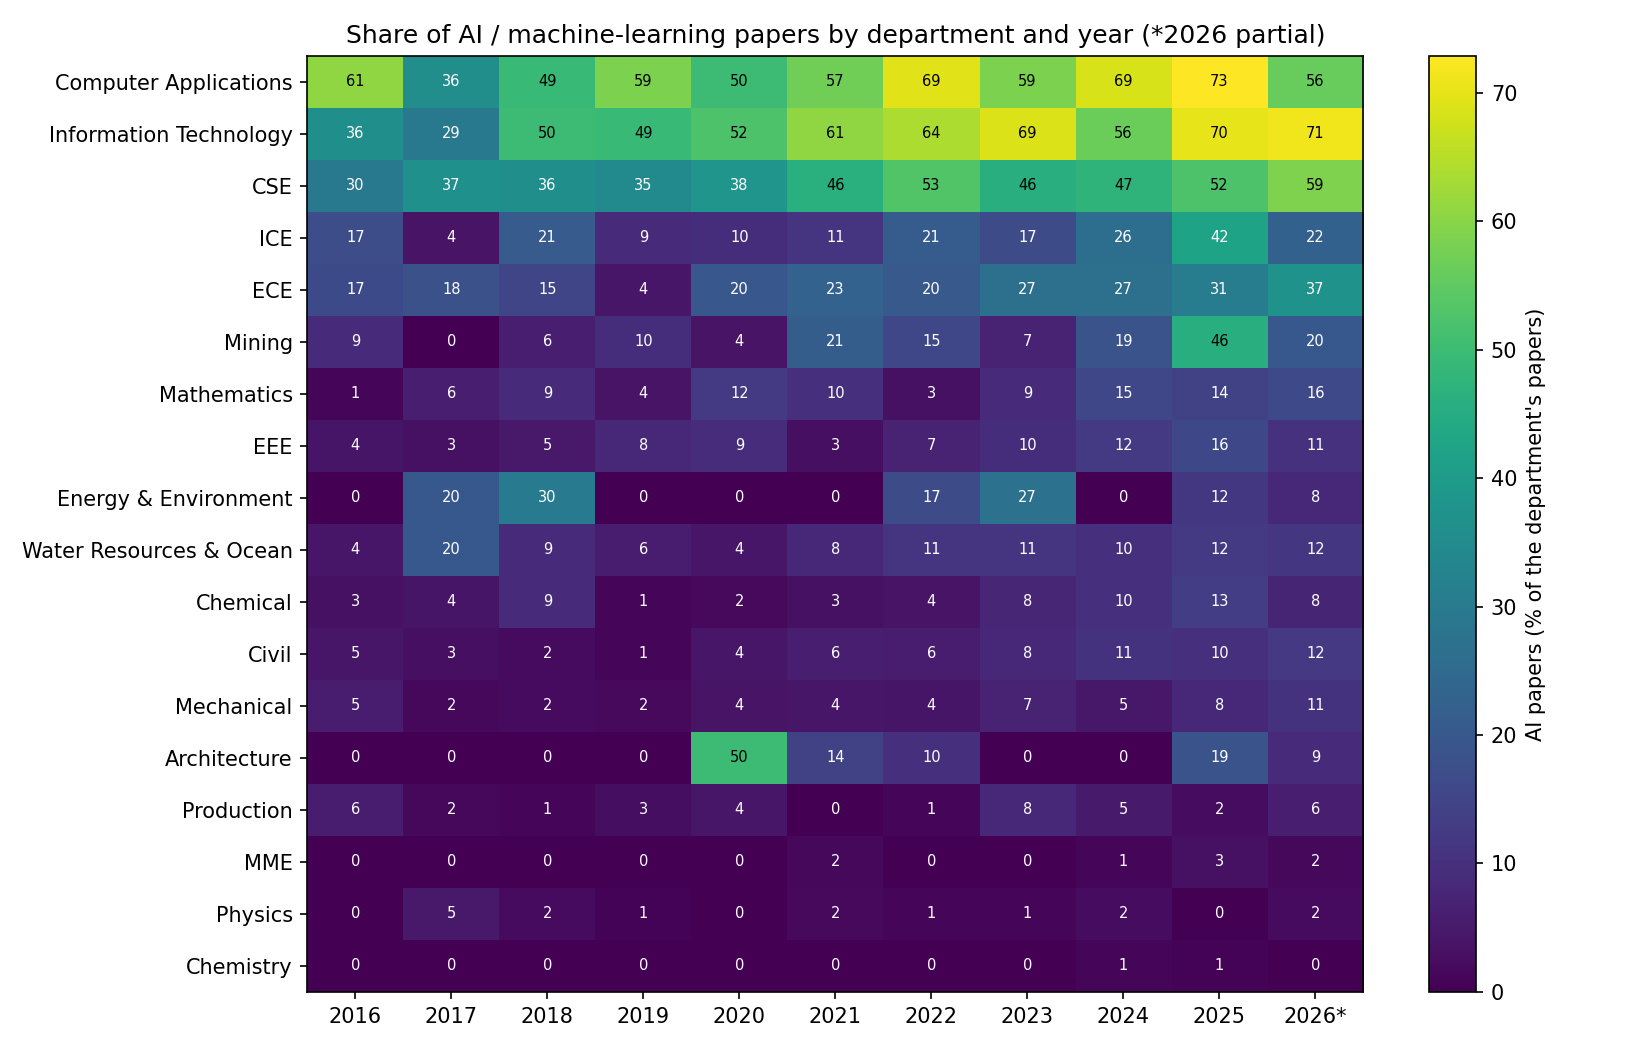 Share of AI / machine-learning papers by department and year (*2026 partial)
Computer Applications 61 36 49 59 50 57 69 59 69 73 56
Information Technology 36 29 50 49 52 61 64 69 56 70 71
CSE 30 37 36 35 38 46 53 46 47 52 59
ICE 17 4 21 9 10 11 21 17 26 42 22
ECE 17 18 15 4 20 23 20 27 27 31 37
Mining 9 0 6 10 4 21 15 7 19 46 20
Mathematics 1 6 9 4 12 10 3 9 15 14 16
EEE 4 3 5 8 9 3 7 10 12 16 11
Energy & Environment 0 20 30 0 0 0 17 27 0 12 8
Water Resources & Ocean 4 20 9 6 4 8 11 11 10 12 12
Chemical 3 4 9 1 2 3 4 8 10 13 8
Civil 5 3 2 1 4 6 6 8 11 10 12
Mechanical 5 2 2 2 4 4 4 7 5 8 11
Architecture 0 0 0 0 50 14 10 0 0 19 9
Production 6 2 1 3 4 0 1 8 5 2 6
MME 0 0 0 0 0 2 0 0 1 3 2
Physics 0 5 2 1 0 2 1 1 2 0 2
Chemistry 0 0 0 0 0 0 0 0 1 1 0
2016 2017 2018 2019 2020 2021 2022 2023 2024 2025 2026*
70
60
50
40
30
20
10
0
AI papers (% of the department's papers)